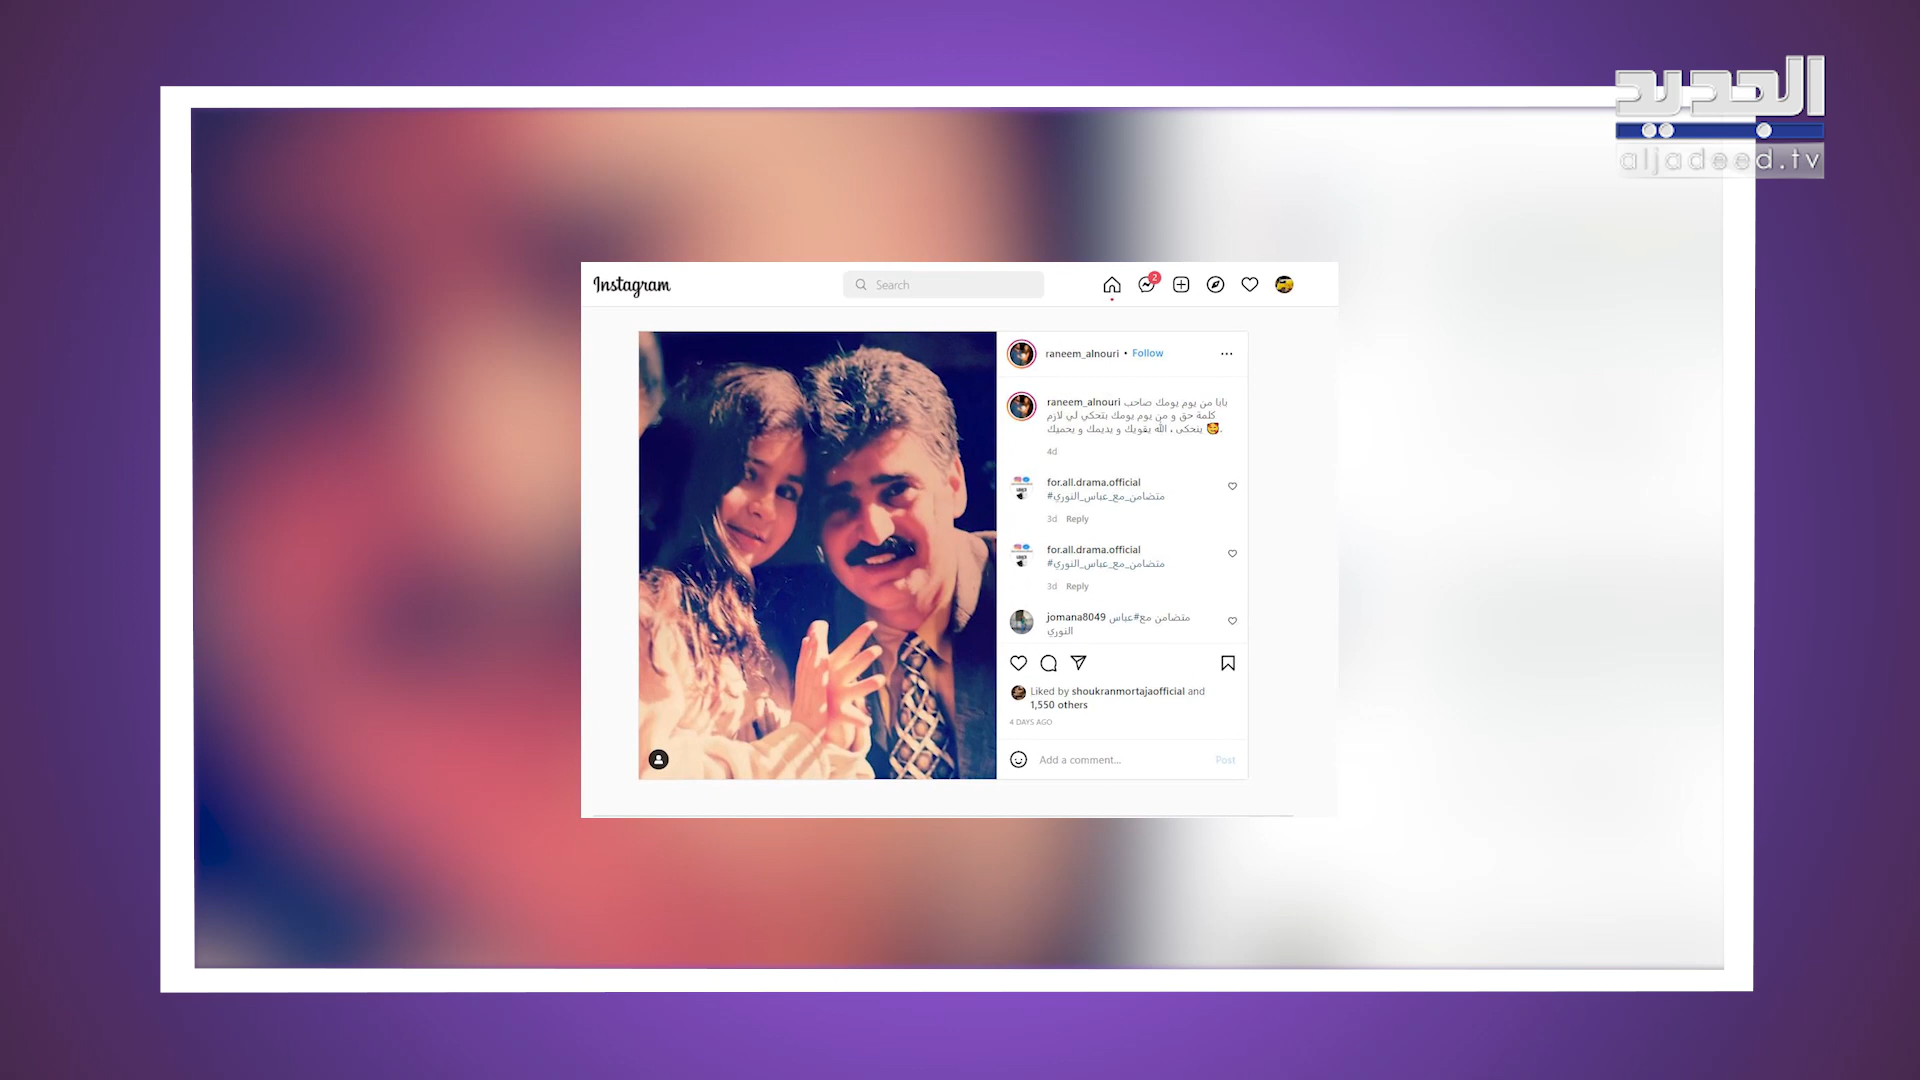 الجديد
aljadeed.tv
Instagram
Search
2
raneem_alnouri • Follow
raneem_alnouri بابا من يوم يومك صاحب
كلمة حق و من يوم يومك بتحكي لي لازم
ينحكى ، الله يقويك و يديمك و يحميك 🥰.
4d
for.all.drama.official
#متضامن_مع_عباس_النوري
3d Reply
for.all.drama.official
#متضامن_مع_عباس_النوري
3d Reply
jomana8049 متضامن مع#عباس
النوري
Liked by shoukranmortajaofficial and
1,550 others
4 DAYS AGO
Add a comment...
Post